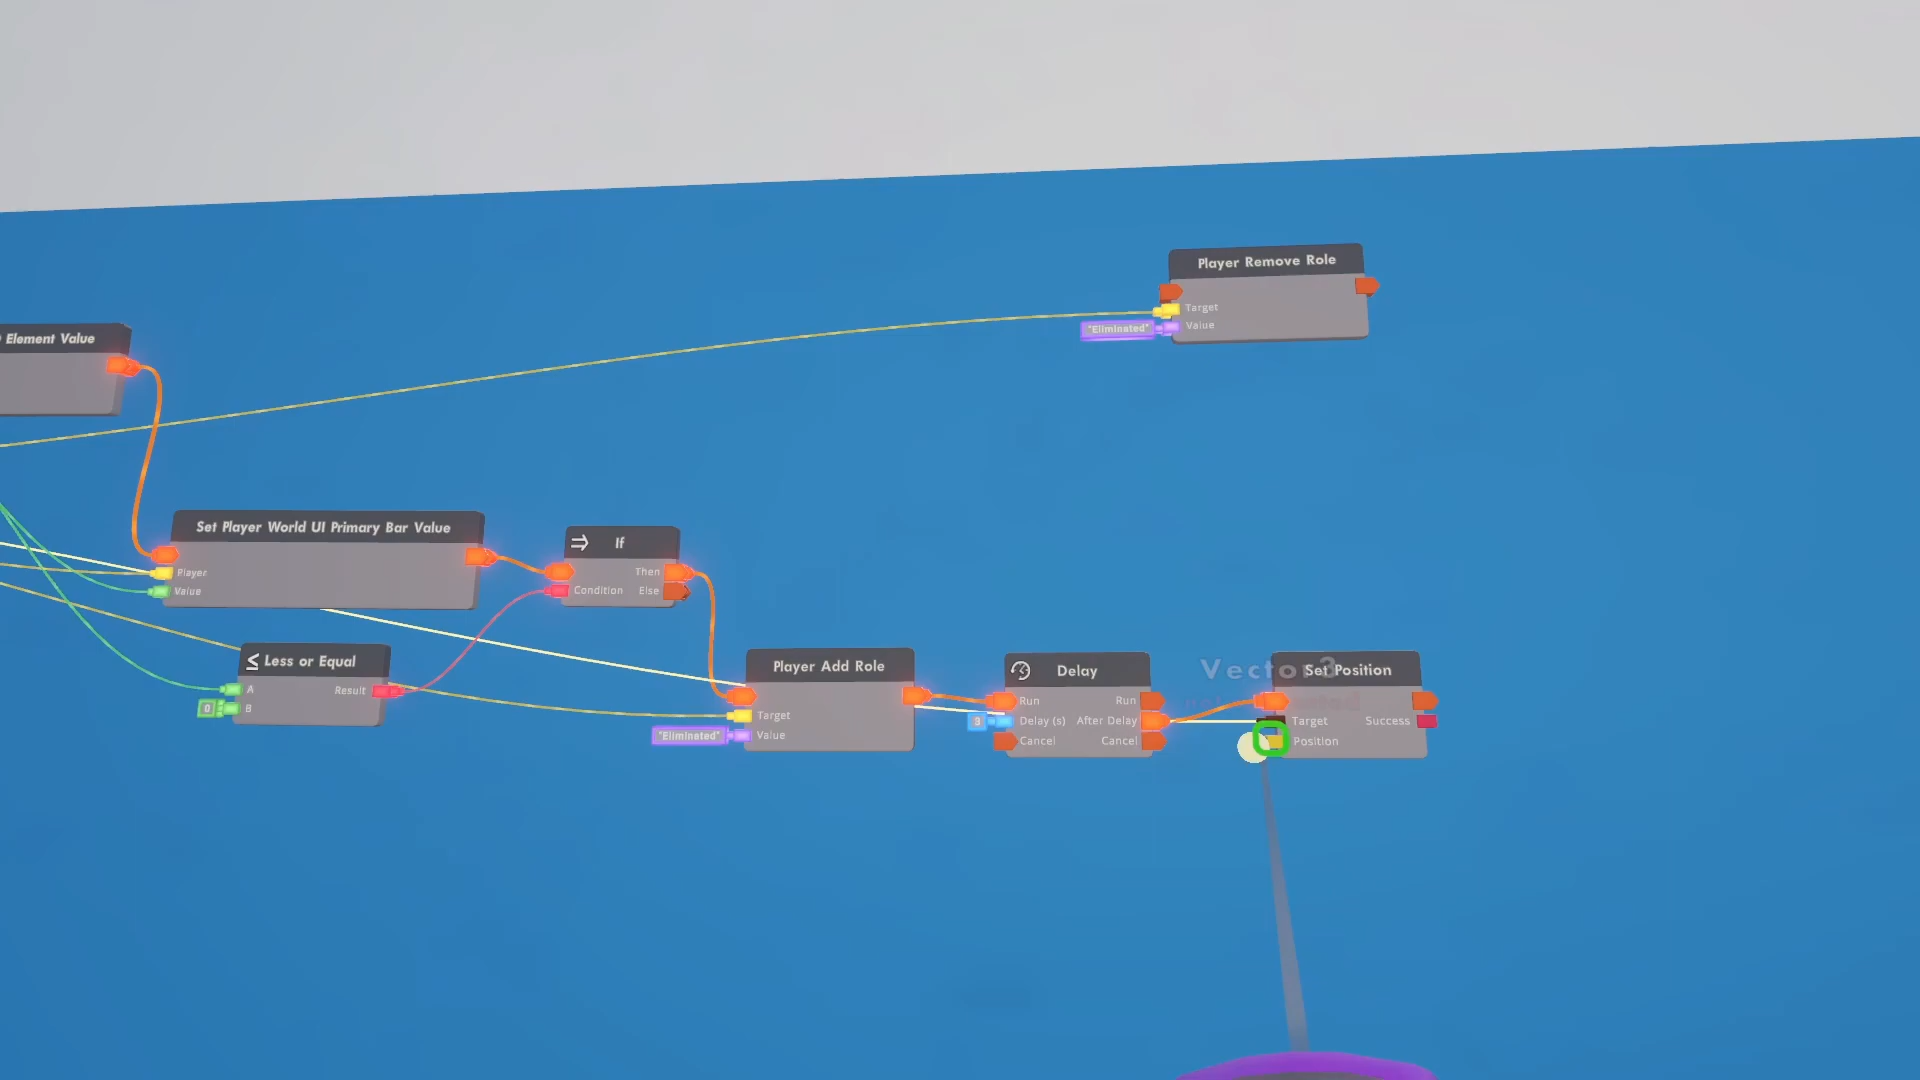 Player Remove Role
Target
"Eliminated"
Value
Element Value
Set Player World UI Primary Bar Value
Player
Value
If
Then
Condition
Else
Less or Equal
A
Result
0
B
Player Add Role
Target
"Eliminated"
Value
Delay
Run
Run
3
Delay (s)
After Delay
Cancel
Cancel
Vector 3
Set Position
Target
Success
Position